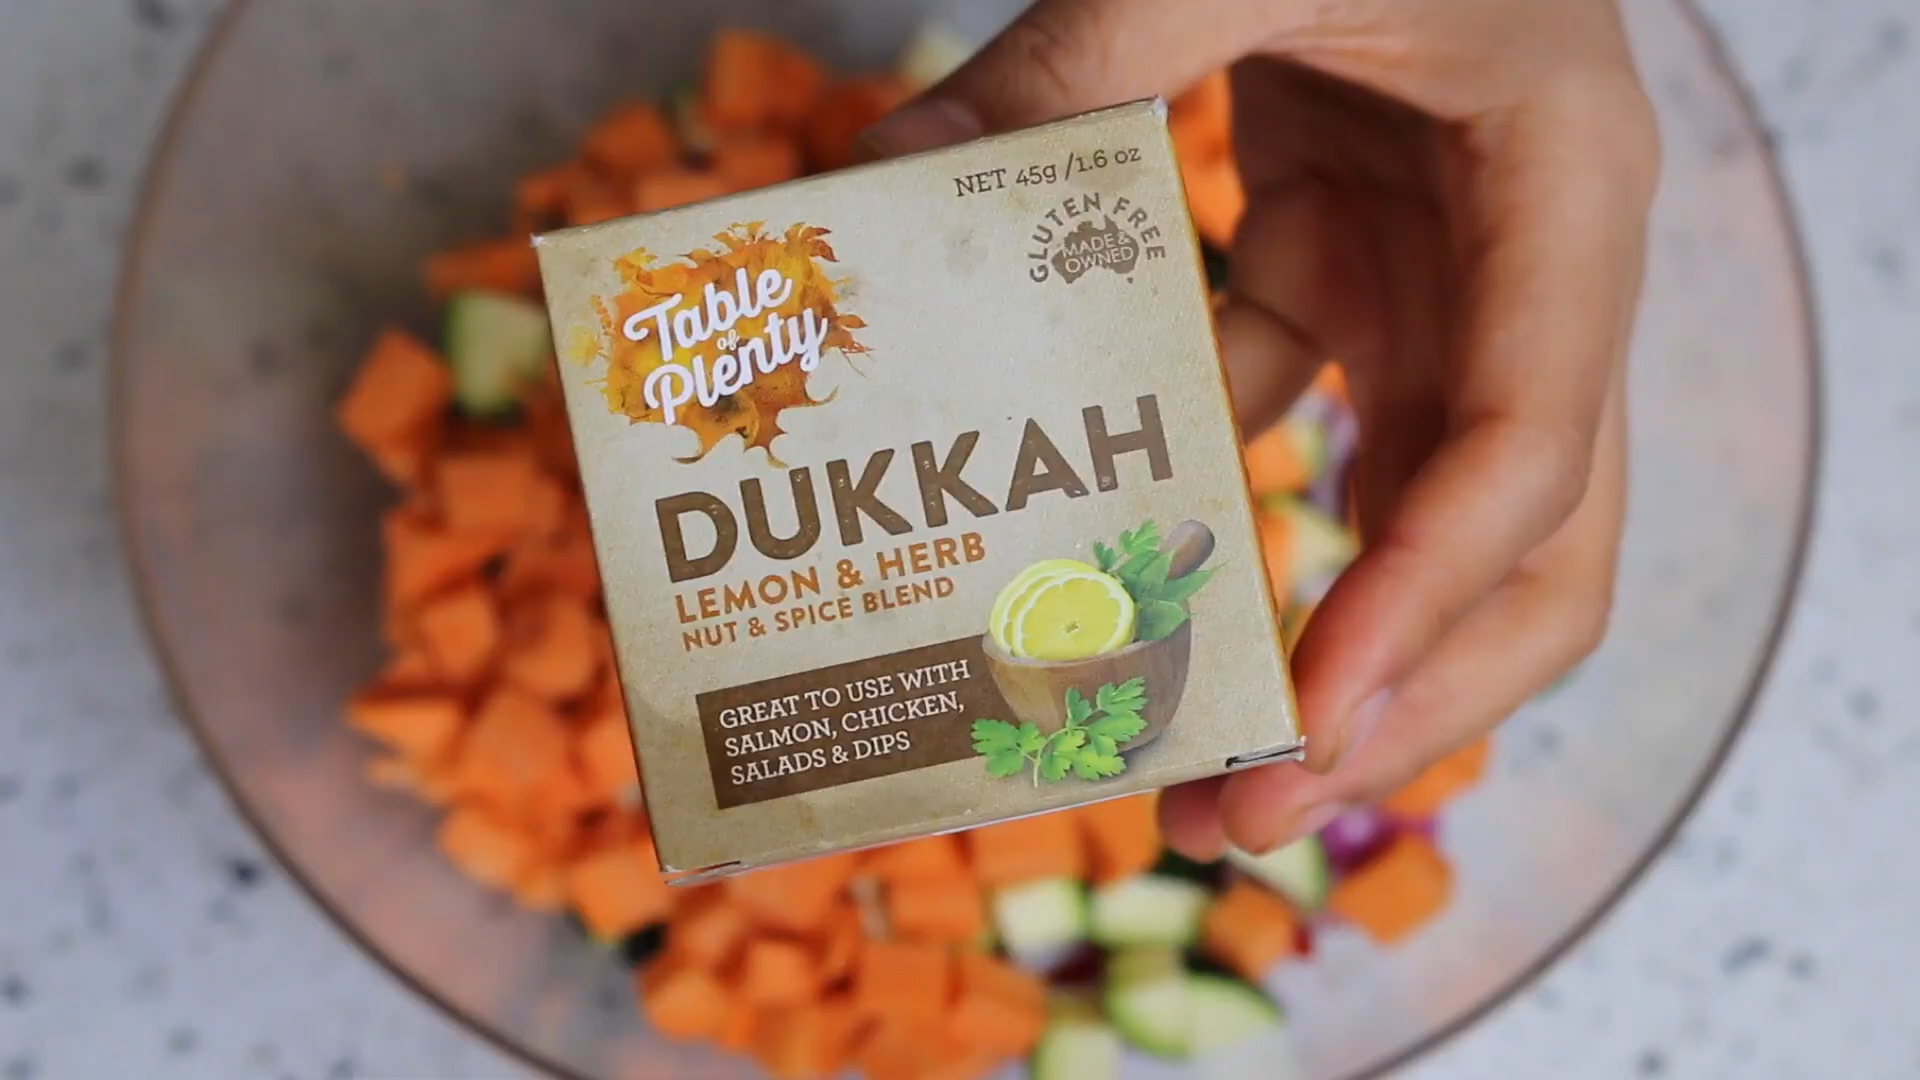 NET 45g/1.6 oz
GLUTEN FREE
MADE &
OWNED
Table
of
Plenty
DUKKAH
LEMON & HERB
NUT & SPICE BLEND
GREAT TO USE WITH
SALMON, CHICKEN,
SALADS & DIPS